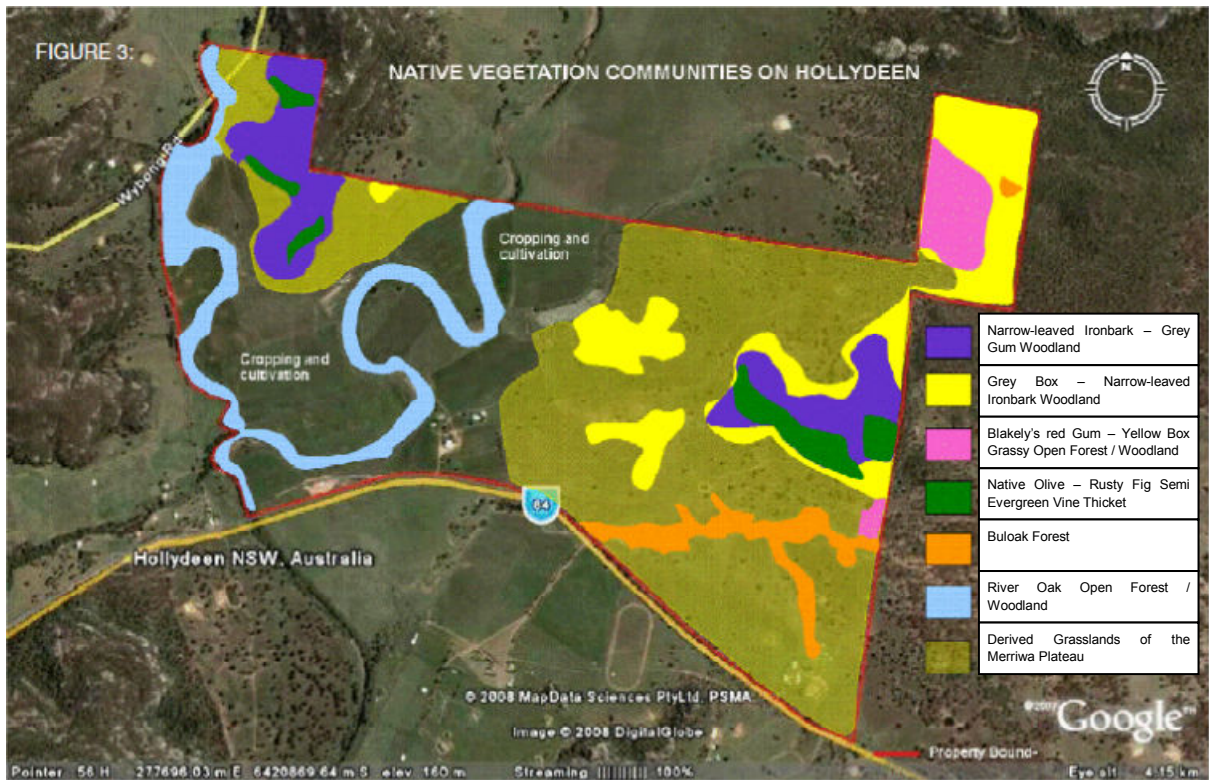 FIGURE 3:
NATIVE VEGETATION COMMUNITIES ON HOLLYDEEN
N
Wybong Rd
Cropping and
cultivation
Cropping and
cultivation
84
Hollydeen NSW, Australia
Narrow-leaved Ironbark – Grey
Gum Woodland
Grey Box – Narrow-leaved
Ironbark Woodland
Blakely's red Gum – Yellow Box
Grassy Open Forest / Woodland
Native Olive – Rusty Fig Semi
Evergreen Vine Thicket
Buloak Forest
River Oak Open Forest /
Woodland
Derived Grasslands of the
Merriwa Plateau
© 2008 MapData Sciences PtyLtd, PSMA
Image © 2008 DigitalGlobe
©2007 Google™
Property Bound-
Pointer 56 H 277696.03 m E 6420869.64 m S elev 160 m Streaming 100% Eye alt 4.15 km